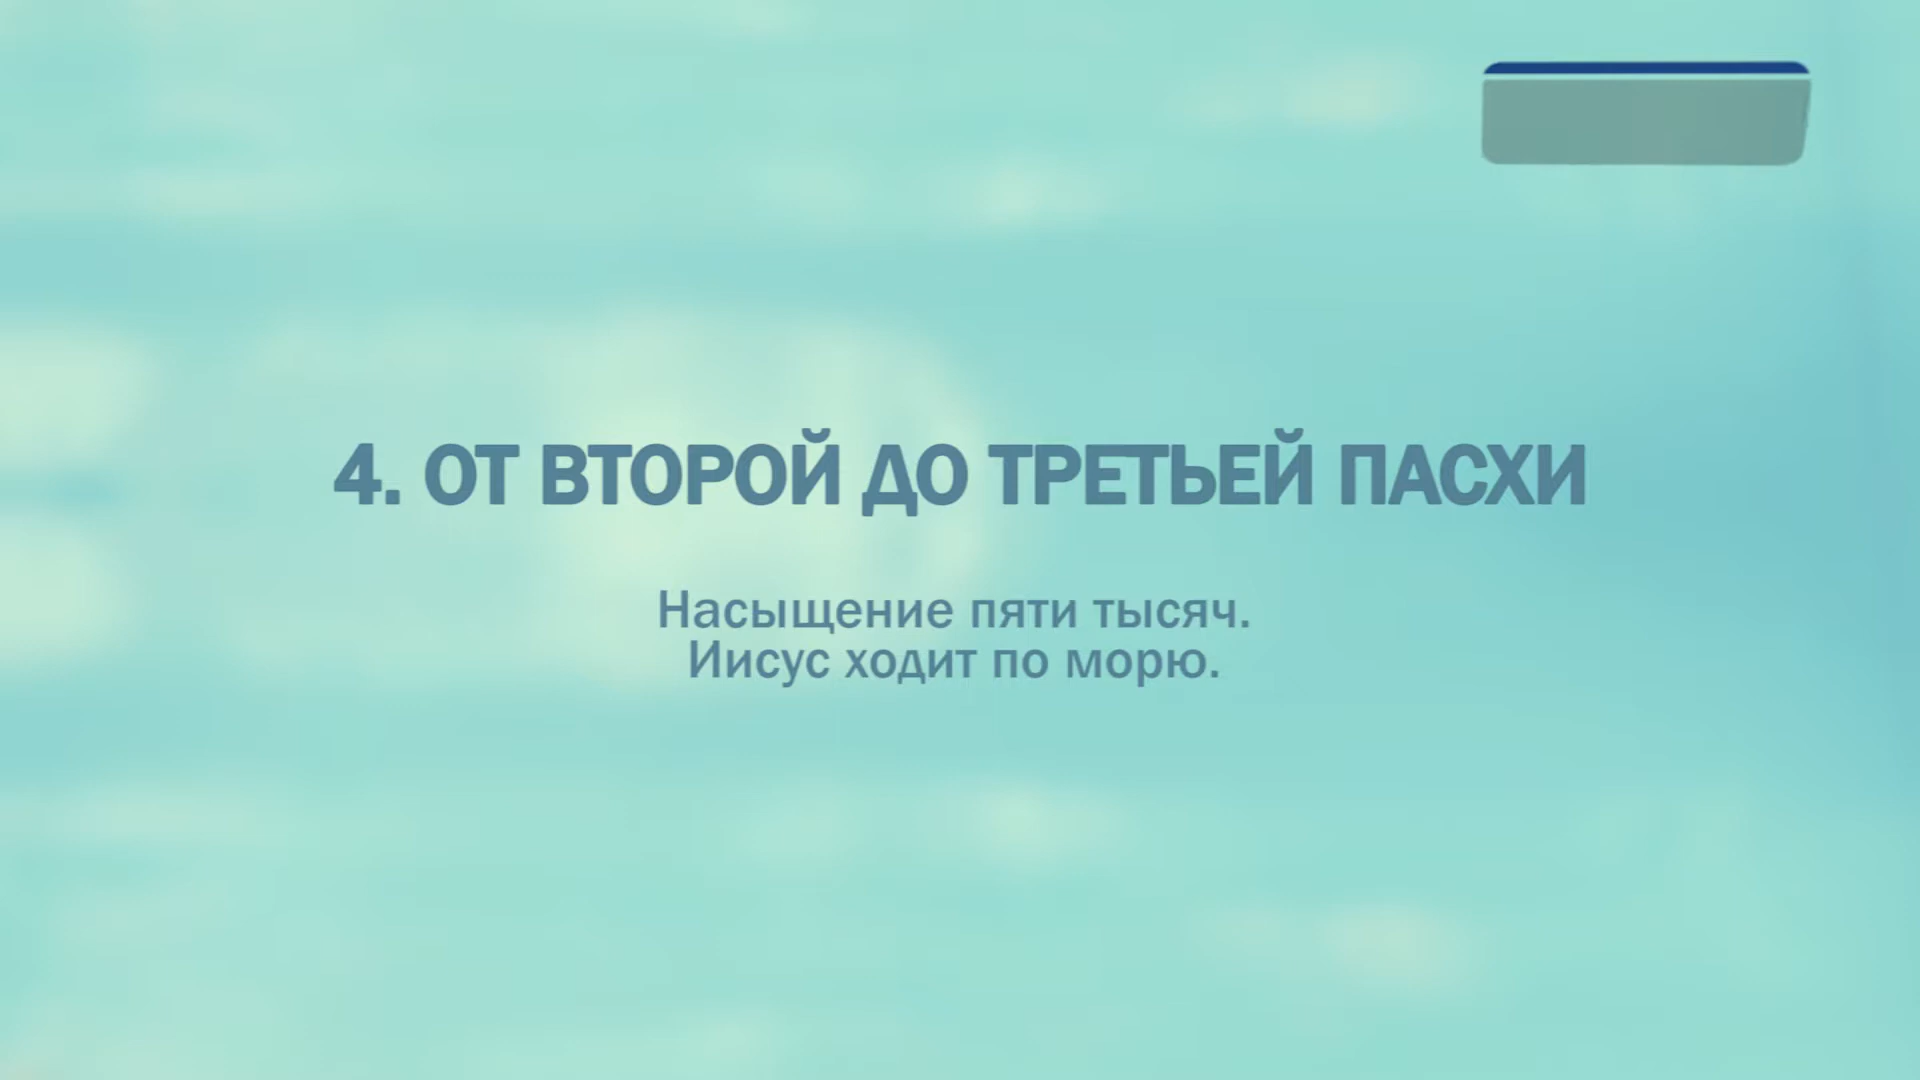 4. ОТ ВТОРОЙ ДО ТРЕТЬЕЙ ПАСХИ
Насыщение пяти тысяч.
Иисус ходит по морю.